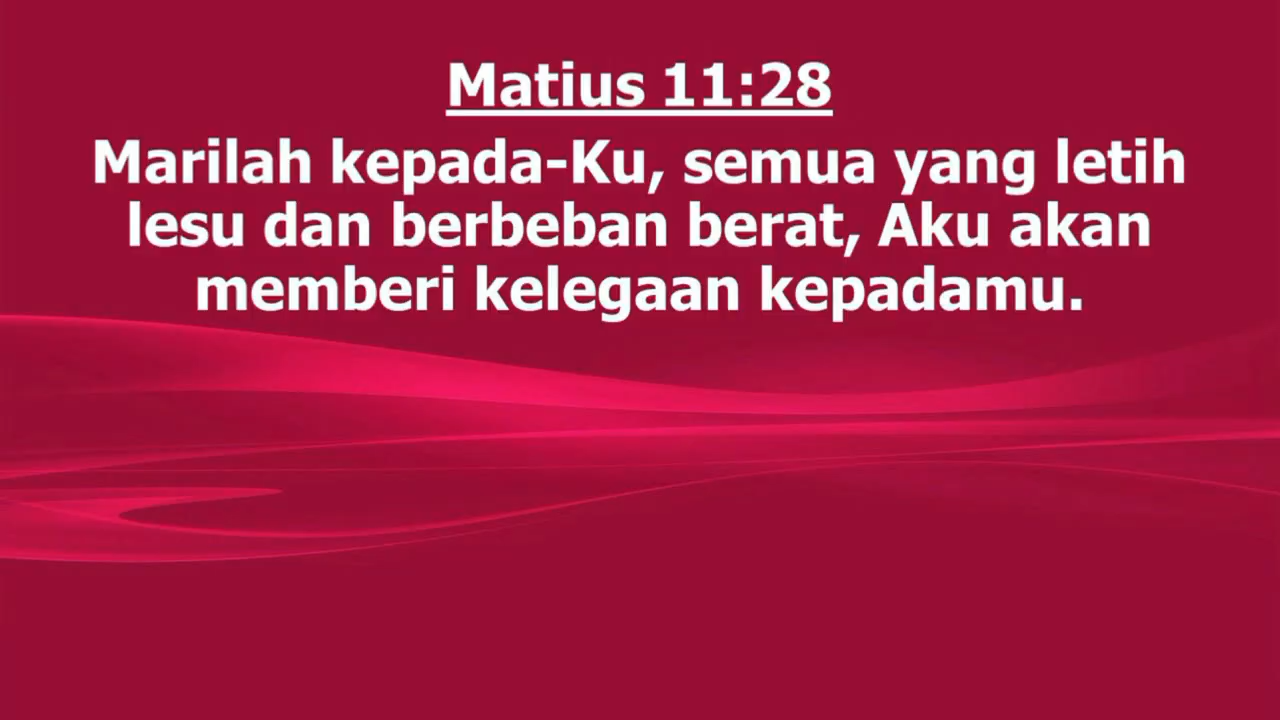 Matius 11:28
Marilah kepada-Ku, semua yang letih
lesu dan berbeban berat, Aku akan
memberi kelegaan kepadamu.